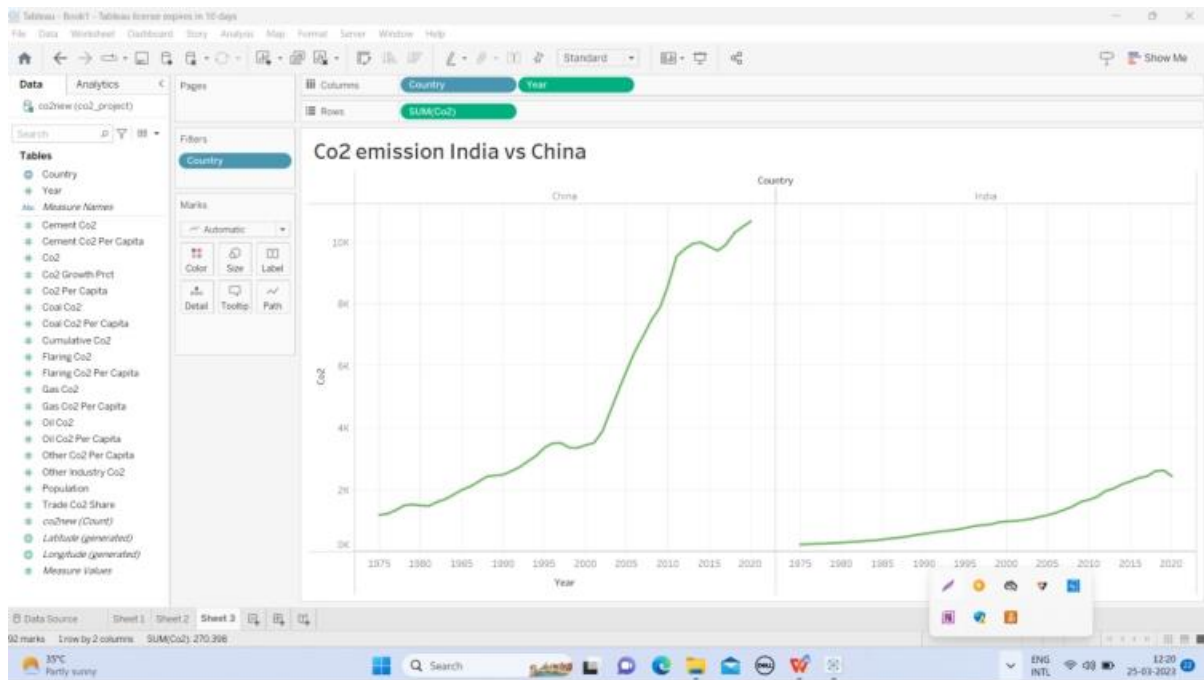 Tableau - Book1 - Tableau license expires in 10 days
File Data Worksheet Dashboard Story Analysis Map Format Server Window Help
Standard
Show Me
Data Analytics
Pages
Columns Country Year
co2new (co2_project)
Rows SUM(Co2)
Search
Filters
Country
Tables
Country
Year
Abc Measure Names
Cement Co2
Cement Co2 Per Capita
Co2
Co2 Growth Prct
Co2 Per Capita
Coal Co2
Coal Co2 Per Capita
Cumulative Co2
Flaring Co2
Flaring Co2 Per Capita
Gas Co2
Gas Co2 Per Capita
Oil Co2
Oil Co2 Per Capita
Other Co2 Per Capita
Other Industry Co2
Population
Trade Co2 Share
co2new (Count)
Latitude (generated)
Longitude (generated)
Measure Values
Marks
Automatic
Color Size Label
Detail Tooltip Path
Co2 emission India vs China
Country
China India
10K
8K
6K
4K
2K
0K
Co2
1975 1980 1985 1990 1995 2000 2005 2010 2015 2020 1975 1980 1985 1990 1995 2000 2005 2010 2015 2020
Year
Data Source Sheet 1 Sheet 2 Sheet 3
92 marks 1 row by 2 columns SUM(Co2): 270,398
35°C
Partly sunny
Search
ENG
INTL
12:20
25-03-2023